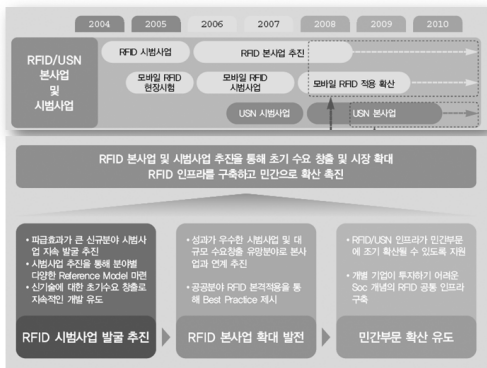 2004 2005 2006 2007 2008 2009 2010
RFID/USN
본사업
및
시범사업
RFID 시범사업
RFID 본사업 추진
모바일 RFID
현장시험
모바일 RFID
시범사업
모바일 RFID 적용 확산
USN 시범사업
USN 본사업
RFID 본사업 및 시범사업 추진을 통해 초기 수요 창출 및 시장 확대
RFID 인프라를 구축하고 민간으로 확산 촉진
• 파급효과가 큰 신규분야 시범사
업 지속 발굴 추진
• 시범사업 추진을 통해 분야별
다양한 Reference Model 마련
• 신기술에 대한 초기수요 창출로
지속적인 개발 유도
RFID 시범사업 발굴 추진
• 성과가 우수한 시범사업 및 대
규모 수요창출 유망분야로 본사
업과 연계 추진
• 공공분야 RFID 본격적용을 통
해 Best Practice 제시
RFID 본사업 확대 발전
• RFID/USN 인프라가 민간부문
에 조기 확산될 수 있도록 지원
• 개별 기업이 투자하기 어려운
Soc 개념의 RFID 공통 인프라
구축
민간부문 확산 유도